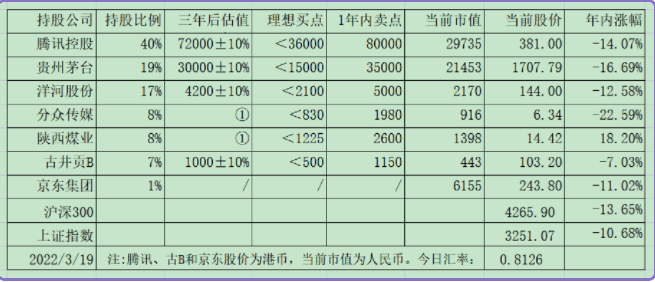 持股公司 持股比例 三年后估值 理想买点 1年内卖点 当前市值 当前股价 年内涨幅
腾讯控股 40% 72000±10% <36000 80000 29735 381.00 -14.07%
贵州茅台 19% 30000±10% <15000 35000 21453 1707.79 -16.69%
洋河股份 17% 4200±10% <2100 5000 2170 144.00 -12.58%
分众传媒 8% ① <830 1980 916 6.34 -22.59%
陕西煤业 8% ① <1225 2600 1398 14.42 18.20%
古井贡B 7% 1000±10% <500 1150 443 103.20 -7.03%
京东集团 1% / / / 6155 243.80 -11.02%
沪深300 4265.90 -13.65%
上证指数 3251.07 -10.68%
2022/3/19 注:腾讯、古B和京东股价为港币，当前市值为人民币。今日汇率: 0.8126